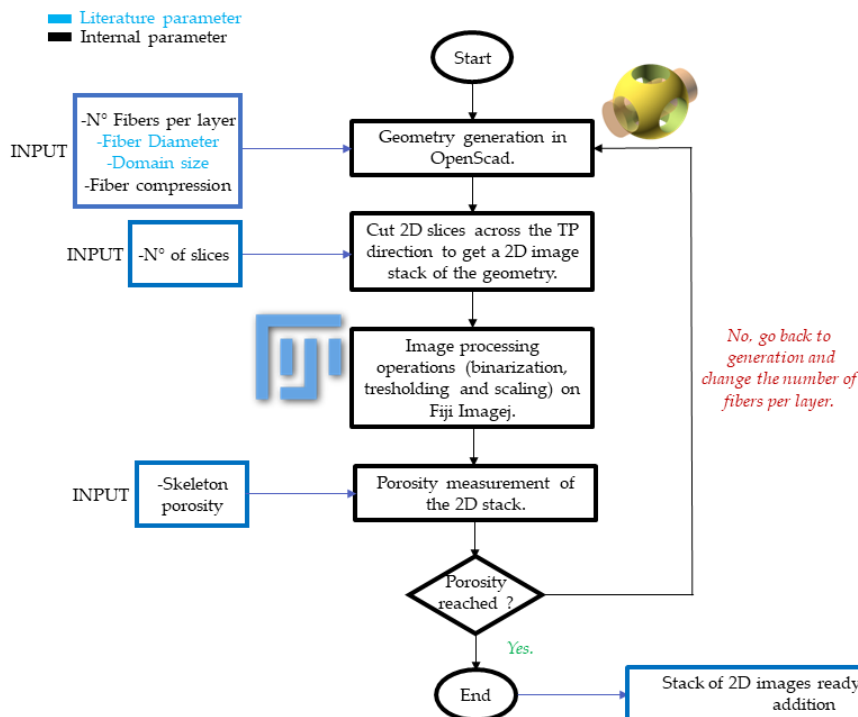 Literature parameter
Internal parameter
Start
INPUT
-N° Fibers per layer
-Fiber Diameter
-Domain size
-Fiber compression
Geometry generation in
OpenScad.
INPUT
-N° of slices
Cut 2D slices across the TP
direction to get a 2D image
stack of the geometry.
Image processing
operations (binarization,
tresholding and scaling) on
Fiji Imagej.
No, go back to
generation and
change the number of
fibers per layer.
INPUT
-Skeleton
porosity
Porosity measurement of
the 2D stack.
Porosity
reached ?
Yes.
End
Stack of 2D images ready
addition